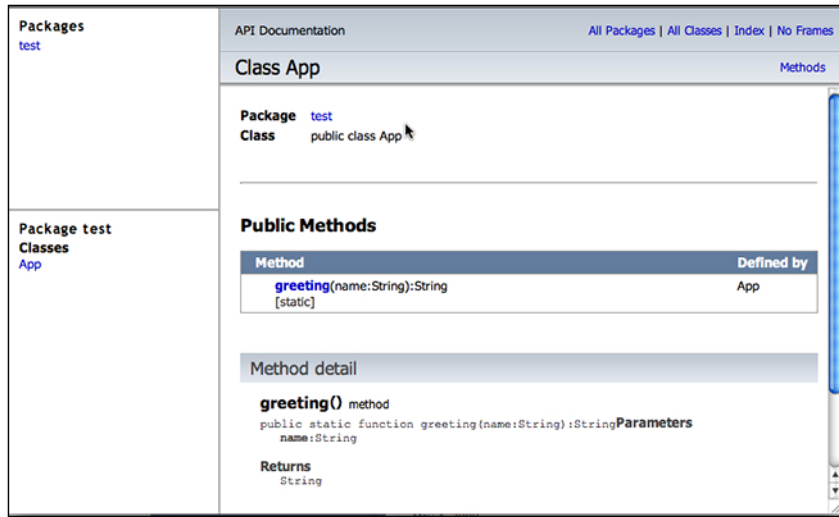 Packages
test
Package test
Classes
App
API Documentation
All Packages | All Classes | Index | No Frames
Class App
Methods
Package test
Class public class App
Public Methods
Method Defined by
greeting(name:String):String App
[static]
Method detail
greeting() method
public static function greeting(name:String):StringParameters
name:String
Returns
String